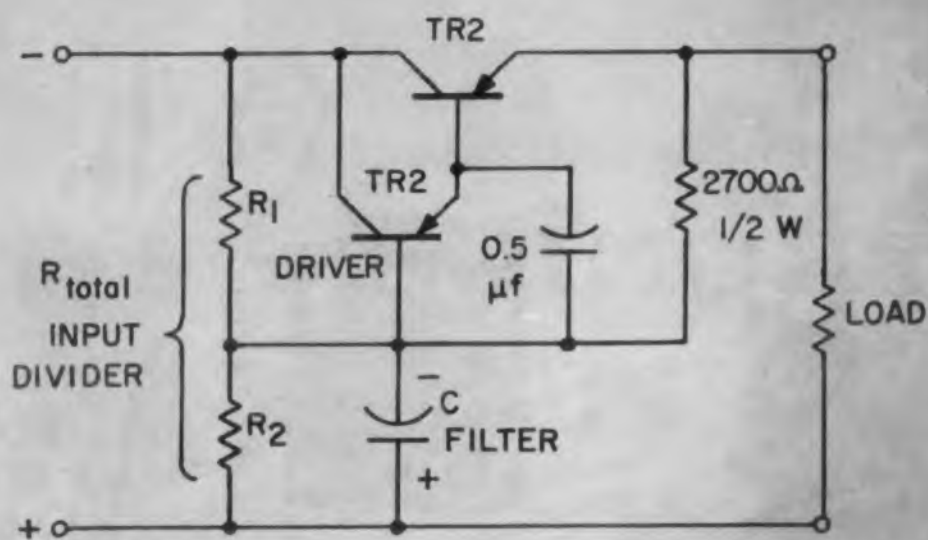 TR2
–
TR2
R1
2700Ω
1/2 W
DRIVER
0.5
μf
Rtotal
INPUT
DIVIDER
LOAD
R2
–
C
FILTER
+
+